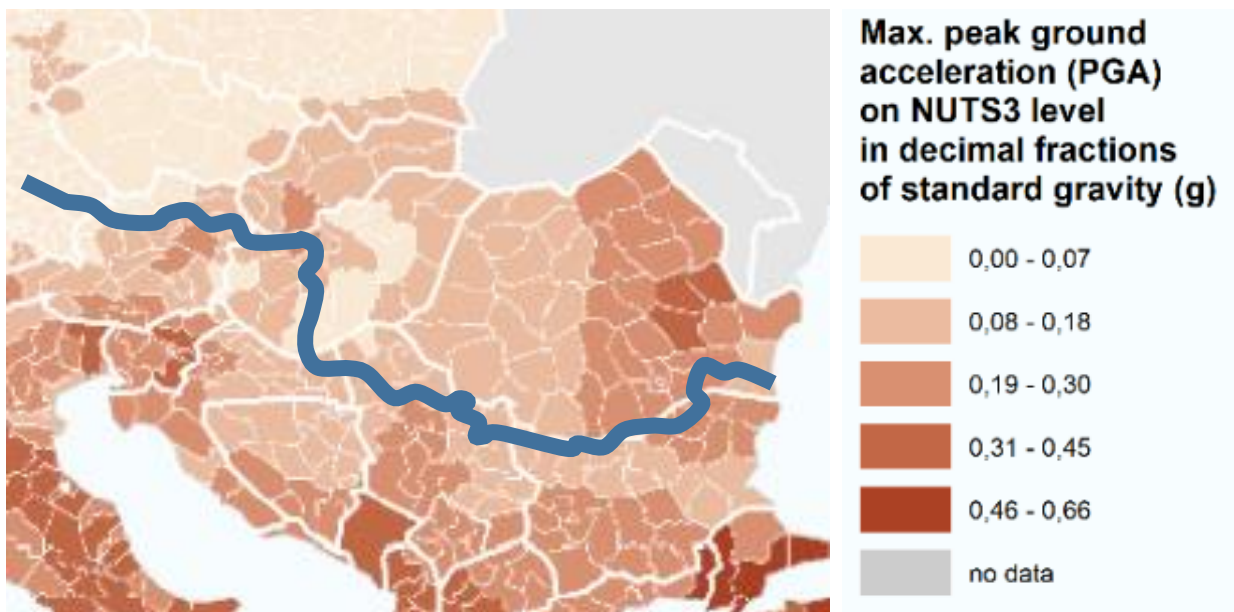 Max. peak ground
acceleration (PGA)
on NUTS3 level
in decimal fractions
of standard gravity (g)
0,00 - 0,07
0,08 - 0,18
0,19 - 0,30
0,31 - 0,45
0,46 - 0,66
no data